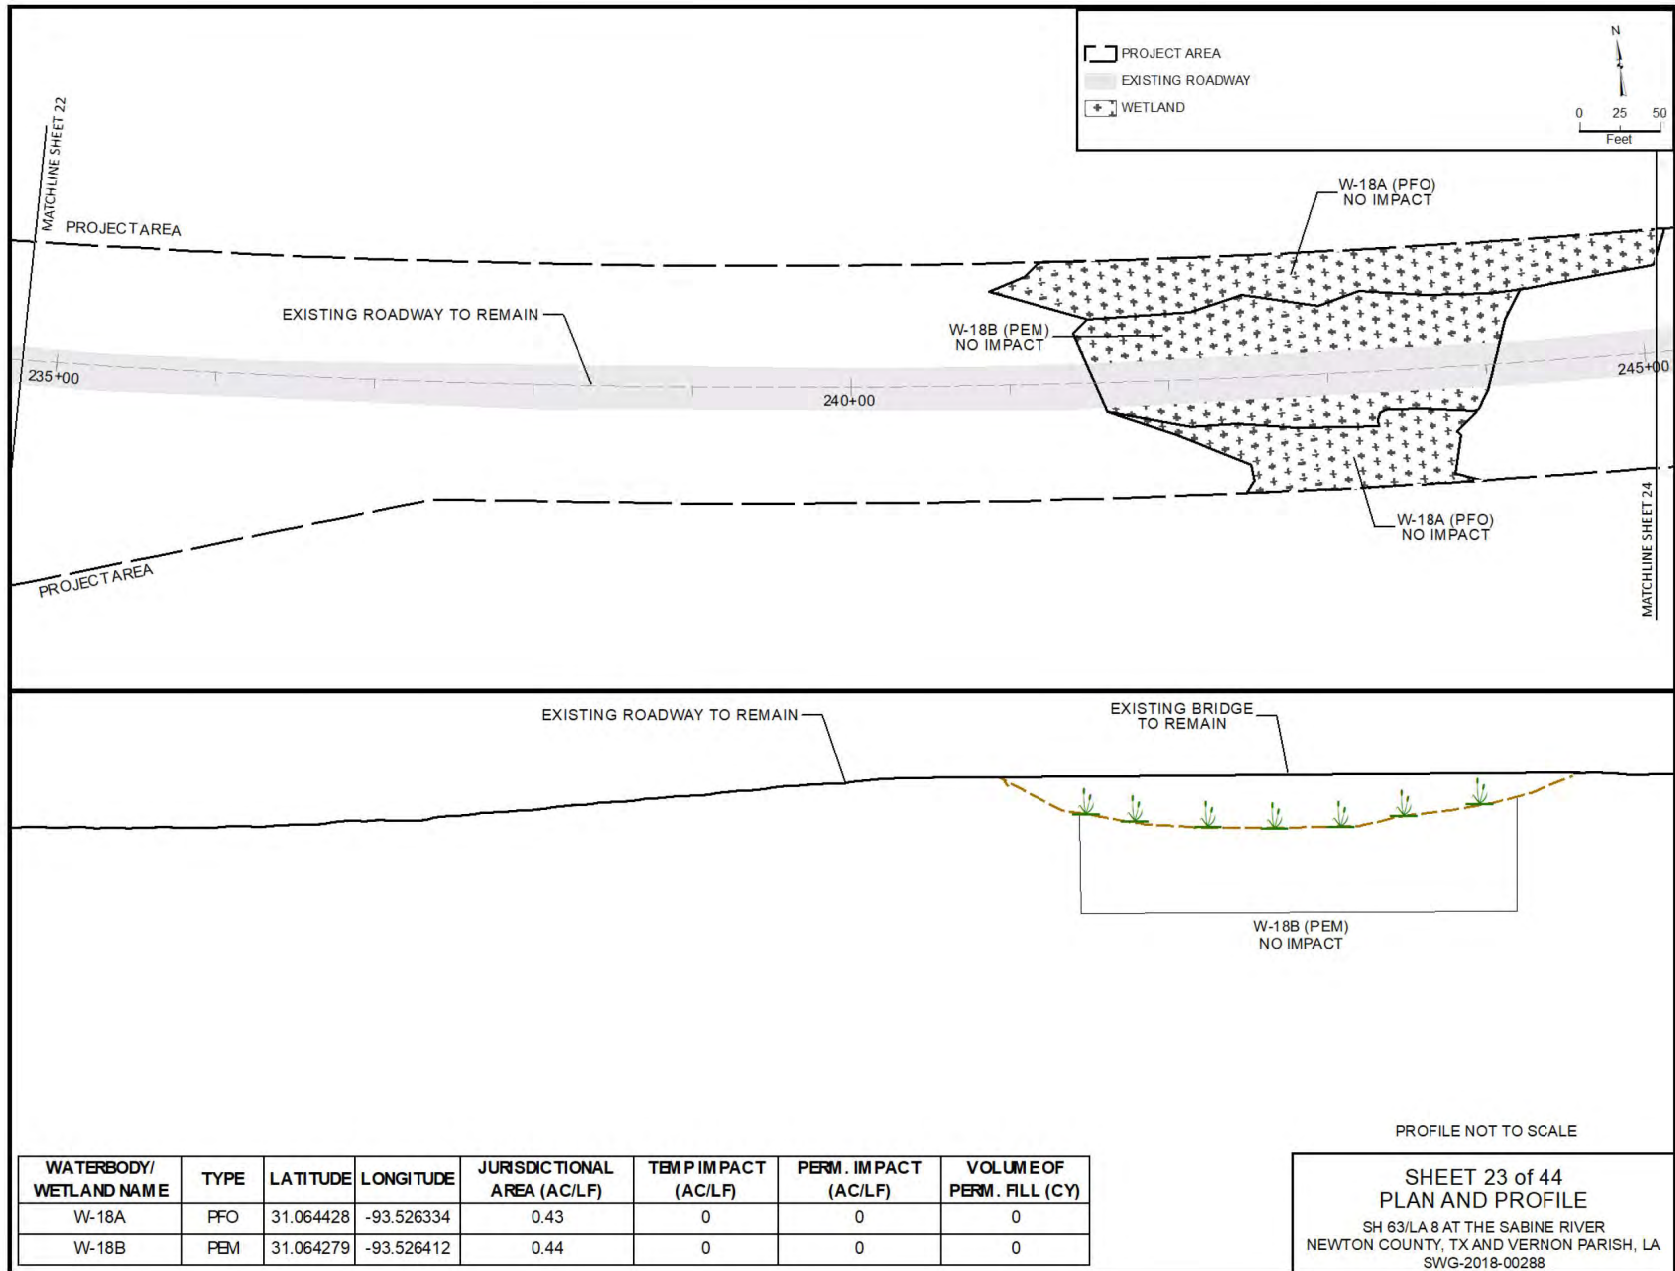 PROJECT AREA
EXISTING ROADWAY
WETLAND
N
0 25 50
Feet
MATCHLINE SHEET 22
PROJECT AREA
W-18A (PFO)
NO IMPACT
EXISTING ROADWAY TO REMAIN
W-18B (PEM)
NO IMPACT
235+00
240+00
245+00
W-18A (PFO)
NO IMPACT
PROJECT AREA
MATCHLINE SHEET 24
EXISTING ROADWAY TO REMAIN
EXISTING BRIDGE
TO REMAIN
W-18B (PEM)
NO IMPACT
PROFILE NOT TO SCALE
WATERBODY/ WETLAND NAME TYPE LATITUDE LONGITUDE JURISDICTIONAL AREA (AC/LF) TEMP IMPACT (AC/LF) PERM. IMPACT (AC/LF) VOLUME OF PERM. FILL (CY)
W-18A PFO 31.064428 -93.526334 0.43 0 0 0
W-18B PEM 31.064279 -93.526412 0.44 0 0 0
SHEET 23 of 44
PLAN AND PROFILE
SH 63/LA 8 AT THE SABINE RIVER
NEWTON COUNTY, TX AND VERNON PARISH, LA
SWG-2018-00288